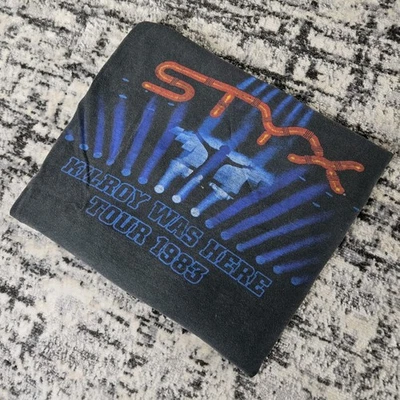 STYX
KILROY WAS HERE
TOUR 1983